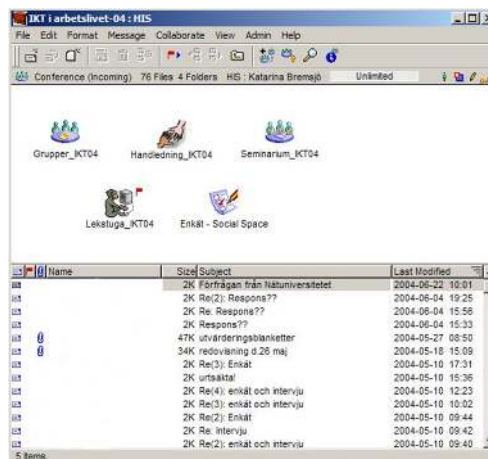 IKT i arbetslivet-04 : HIS
File Edit Format Message Collaborate View Admin Help
Conference (Incoming) 76 Files 4 Folders HIS : Katarina Bremsjö Unlimited
Grupper_IKT04 Handledning_IKT04 Seminarium_IKT04
Lekstuga_IKT04 Enkät - Social Space
Name Size Subject Last Modified
2K Förfrågan från Nätuniversitetet 2004-06-22 10:01
2K Re(2): Respons?? 2004-06-04 19:25
2K Re: Respons?? 2004-06-04 15:56
2K Respons?? 2004-06-04 15:33
47K utvärderingsblanketter 2004-05-27 08:50
34K redovisning d.26 maj 2004-05-18 15:09
2K Re(3): Enkät 2004-05-10 17:31
2K urtsäkta! 2004-05-10 15:36
2K Re(4): enkät och intervju 2004-05-10 12:23
2K Re(3): enkät och intervju 2004-05-10 10:02
2K Re(2): Enkät 2004-05-10 09:44
2K Re: Intervju 2004-05-10 09:42
2K Re(2): enkät och intervju 2004-05-10 09:40
5 Items